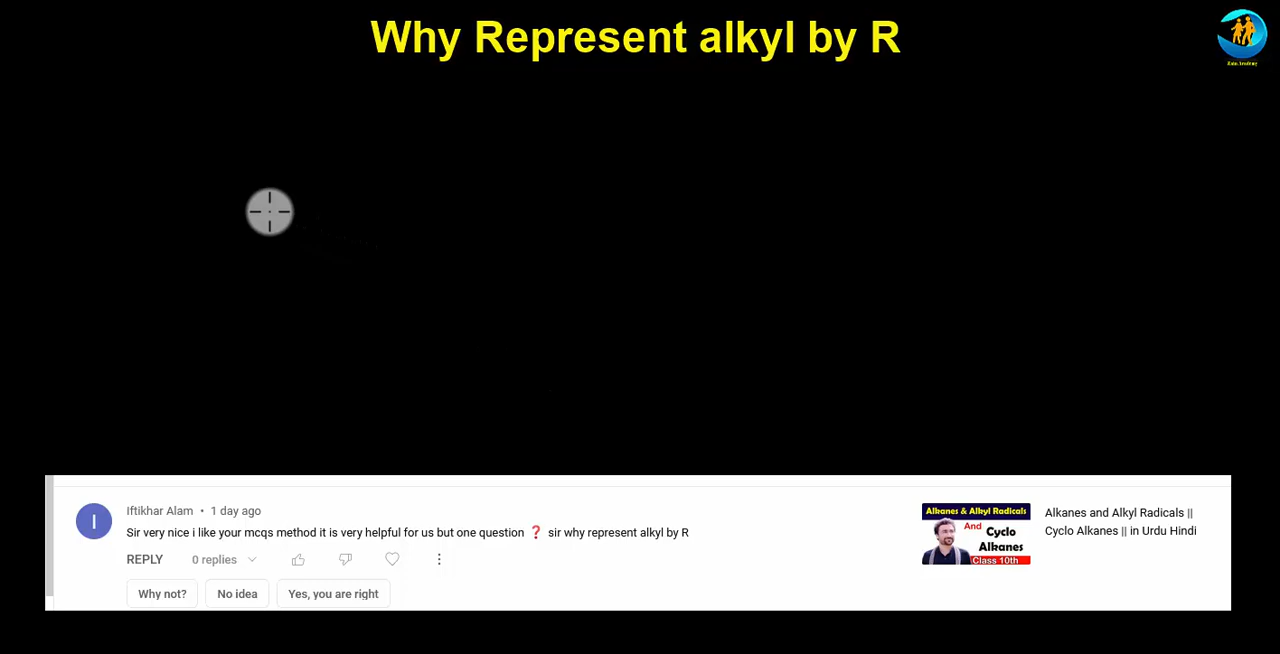 Why Represent alkyl by R
Zain Academy
Iftikhar Alam • 1 day ago
Sir very nice i like your mcqs method it is very helpful for us but one question ❓ sir why represent alkyl by R
REPLY 0 replies
Why not? No idea Yes, you are right
I
Alkanes & Alkyl Radicals
And Cyclo
Alkanes
Class 10th
Alkanes and Alkyl Radicals ||
Cyclo Alkanes || in Urdu Hindi